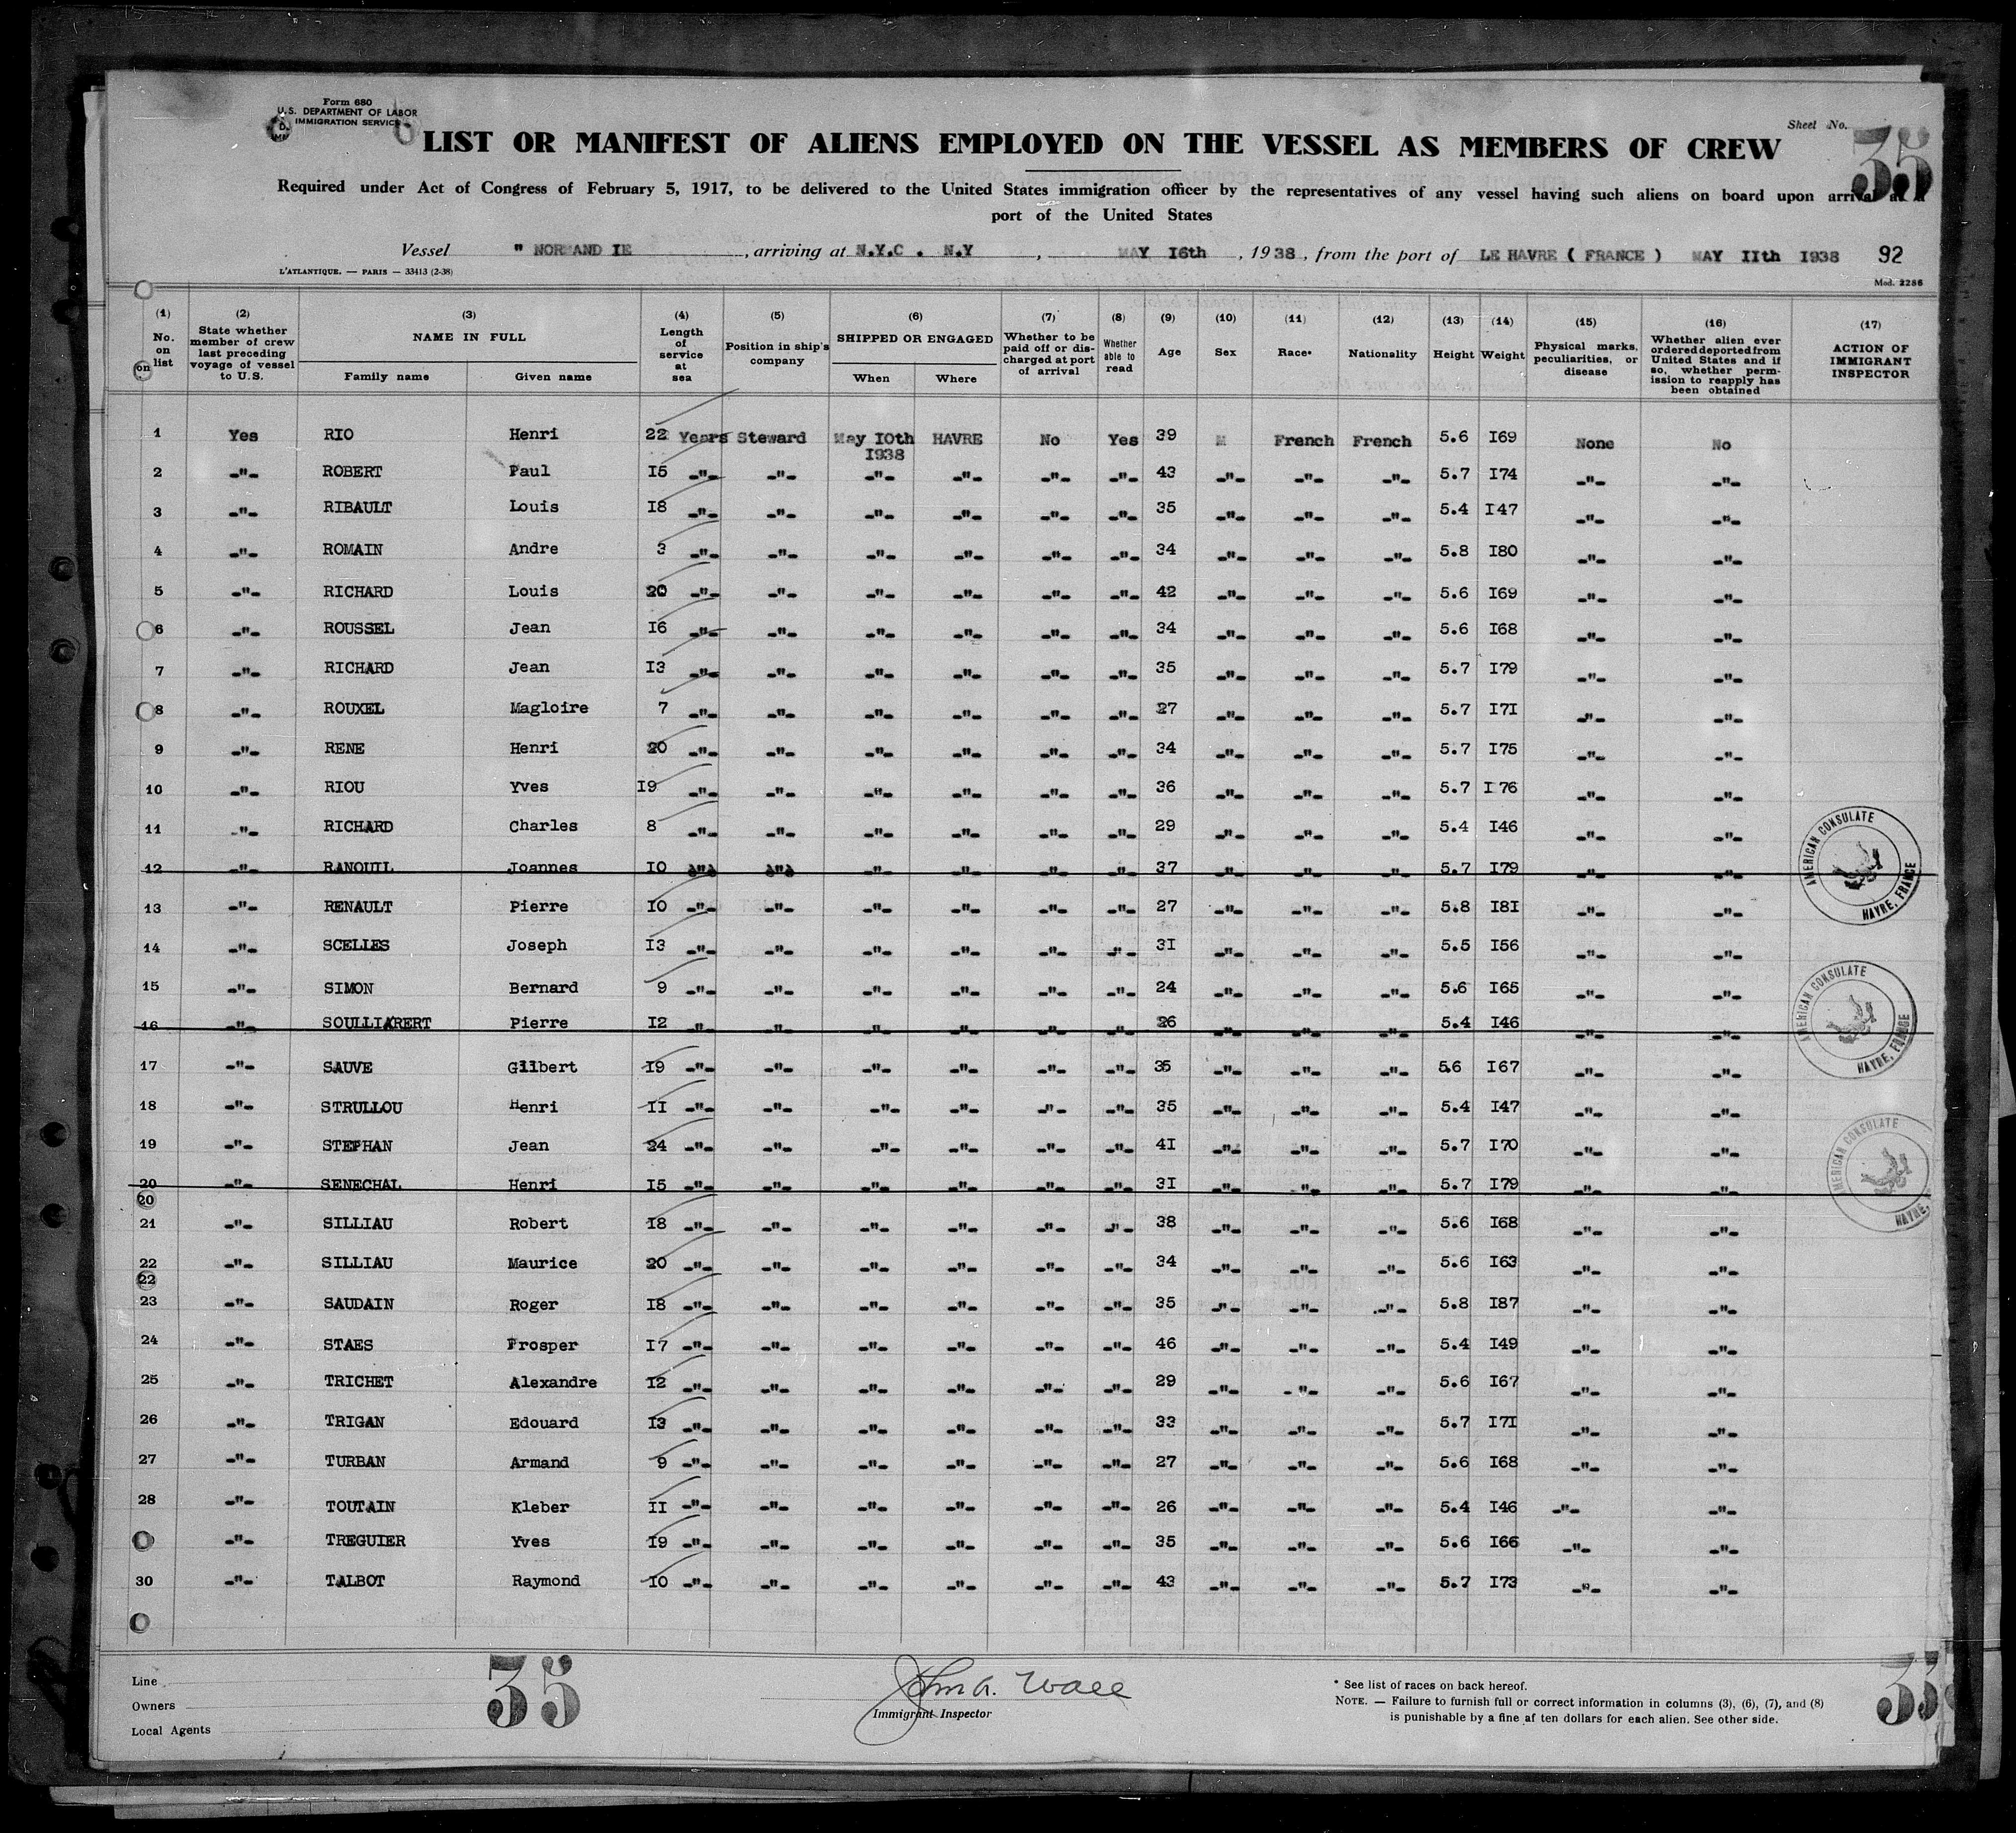 Form 680
U.S. DEPARTMENT OF LABOR
IMMIGRATION SERVICE
Sheet No. 35
LIST OR MANIFEST OF ALIENS EMPLOYED ON THE VESSEL AS MEMBERS OF CREW
Required under Act of Congress of February 5, 1917, to be delivered to the United States immigration officer by the representatives of any vessel having such aliens on board upon arrival at a
port of the United States
Vessel " NORMANDIE , arriving at N.Y.C . N.Y , MAY I6th , 1938 , from the port of LE HAVRE ( FRANCE ) MAY IIth I938 92
L'ATLANTIQUE. — PARIS — 33413 (2-38)
Mod. 2286
(1) No. on list (2) State whether member of crew last preceding voyage of vessel to U.S. (3) NAME IN FULL Family name Given name (4) Length of service at sea (5) Position in ship's company (6) SHIPPED OR ENGAGED When Where (7) Whether to be paid off or discharged at port of arrival (8) Whether able to read (9) Age (10) Sex (11) Race* (12) Nationality (13) Height (14) Weight (15) Physical marks, peculiarities, or disease (16) Whether alien ever ordered deported from United States and if so, whether permission to reapply has been obtained (17) ACTION OF IMMIGRANT INSPECTOR
1 Yes RIO Henri 22 Years Steward May IOth I938 HAVRE No Yes 39 M French French 5.6 I69 None No
2 -"- ROBERT Paul I5 -"- -"- -"- -"- -"- -"- 43 -"- -"- -"- 5.7 I74 -"- -"-
3 -"- RIBAULT Louis I8 -"- -"- -"- -"- -"- -"- 35 -"- -"- -"- 5.4 I47 -"- -"-
4 -"- ROMAIN Andre 3 -"- -"- -"- -"- -"- -"- 34 -"- -"- -"- 5.8 I80 -"- -"-
5 -"- RICHARD Louis 20 -"- -"- -"- -"- -"- -"- 42 -"- -"- -"- 5.6 I69 -"- -"-
6 -"- ROUSSEL Jean I6 -"- -"- -"- -"- -"- -"- 34 -"- -"- -"- 5.6 I68 -"- -"-
7 -"- RICHARD Jean I3 -"- -"- -"- -"- -"- -"- 35 -"- -"- -"- 5.7 I79 -"- -"-
8 -"- ROUXEL Magloire 7 -"- -"- -"- -"- -"- -"- 27 -"- -"- -"- 5.7 I7I -"- -"-
9 -"- RENE Henri 20 -"- -"- -"- -"- -"- -"- 34 -"- -"- -"- 5.7 I75 -"- -"-
10 -"- RIOU Yves I9 -"- -"- -"- -"- -"- -"- 36 -"- -"- -"- 5.7 I 76 -"- -"-
11 -"- RICHARD Charles 8 -"- -"- -"- -"- -"- -"- 29 -"- -"- -"- 5.4 I46 -"- -"-
12 -"- RANOUIL Joannes IO -"- -"- -"- -"- -"- -"- 37 -"- -"- -"- 5.7 I79 -"- -"-
AMERICAN CONSULATE HAVRE, FRANCE
13 -"- RENAULT Pierre IO -"- -"- -"- -"- -"- -"- 27 -"- -"- -"- 5.8 I8I -"- -"-
14 -"- SCELLES Joseph I3 -"- -"- -"- -"- -"- -"- 3I -"- -"- -"- 5.5 I56 -"- -"-
15 -"- SIMON Bernard 9 -"- -"- -"- -"- -"- -"- 24 -"- -"- -"- 5.6 I65 -"- -"-
16 -"- SOULLIARERT Pierre I2 -"- -"- -"- -"- -"- -"- 26 -"- -"- -"- 5.4 I46 -"- -"-
AMERICAN CONSULATE HAVRE, FRANCE
17 -"- SAUVE Gilbert I9 -"- -"- -"- -"- -"- -"- 35 -"- -"- -"- 5.6 I67 -"- -"-
18 -"- STRULLOU Henri II -"- -"- -"- -"- -"- -"- 35 -"- -"- -"- 5.4 I47 -"- -"-
19 -"- STEPHAN Jean 24 -"- -"- -"- -"- -"- -"- 4I -"- -"- -"- 5.7 I70 -"- -"-
20 -"- SENECHAL Henri I5 -"- -"- -"- -"- -"- -"- 3I -"- -"- -"- 5.7 I79 -"- -"-
AMERICAN CONSULATE HAVRE,
20
21 -"- SILLIAU Robert I8 -"- -"- -"- -"- -"- -"- 38 -"- -"- -"- 5.6 I68 -"- -"-
22 -"- SILLIAU Maurice 20 -"- -"- -"- -"- -"- -"- 34 -"- -"- -"- 5.6 I63 -"- -"-
22
23 -"- SAUDAIN Roger I8 -"- -"- -"- -"- -"- -"- 35 -"- -"- -"- 5.8 I87 -"- -"-
24 -"- STAES Prosper I7 -"- -"- -"- -"- -"- -"- 46 -"- -"- -"- 5.4 I49 -"- -"-
25 -"- TRICHET Alexandre I2 -"- -"- -"- -"- -"- -"- 29 -"- -"- -"- 5.6 I67 -"- -"-
26 -"- TRIGAN Edouard I3 -"- -"- -"- -"- -"- -"- 33 -"- -"- -"- 5.7 I7I -"- -"-
27 -"- TURBAN Armand 9 -"- -"- -"- -"- -"- -"- 27 -"- -"- -"- 5.6 I68 -"- -"-
28 -"- TOUTAIN Kleber II -"- -"- -"- -"- -"- -"- 26 -"- -"- -"- 5.4 I46 -"- -"-
-"- TREGUIER Yves I9 -"- -"- -"- -"- -"- -"- 35 -"- -"- -"- 5.6 I66 -"- -"-
30 -"- TALBOT Raymond IO -"- -"- -"- -"- -"- -"- 43 -"- -"- -"- 5.7 I73 -"- -"-
Line
Owners
Local Agents
35
John A. Wall
Immigrant Inspector
* See list of races on back hereof.
NOTE. — Failure to furnish full or correct information in columns (3), (6), (7), and (8)
is punishable by a fine af ten dollars for each alien. See other side.
35